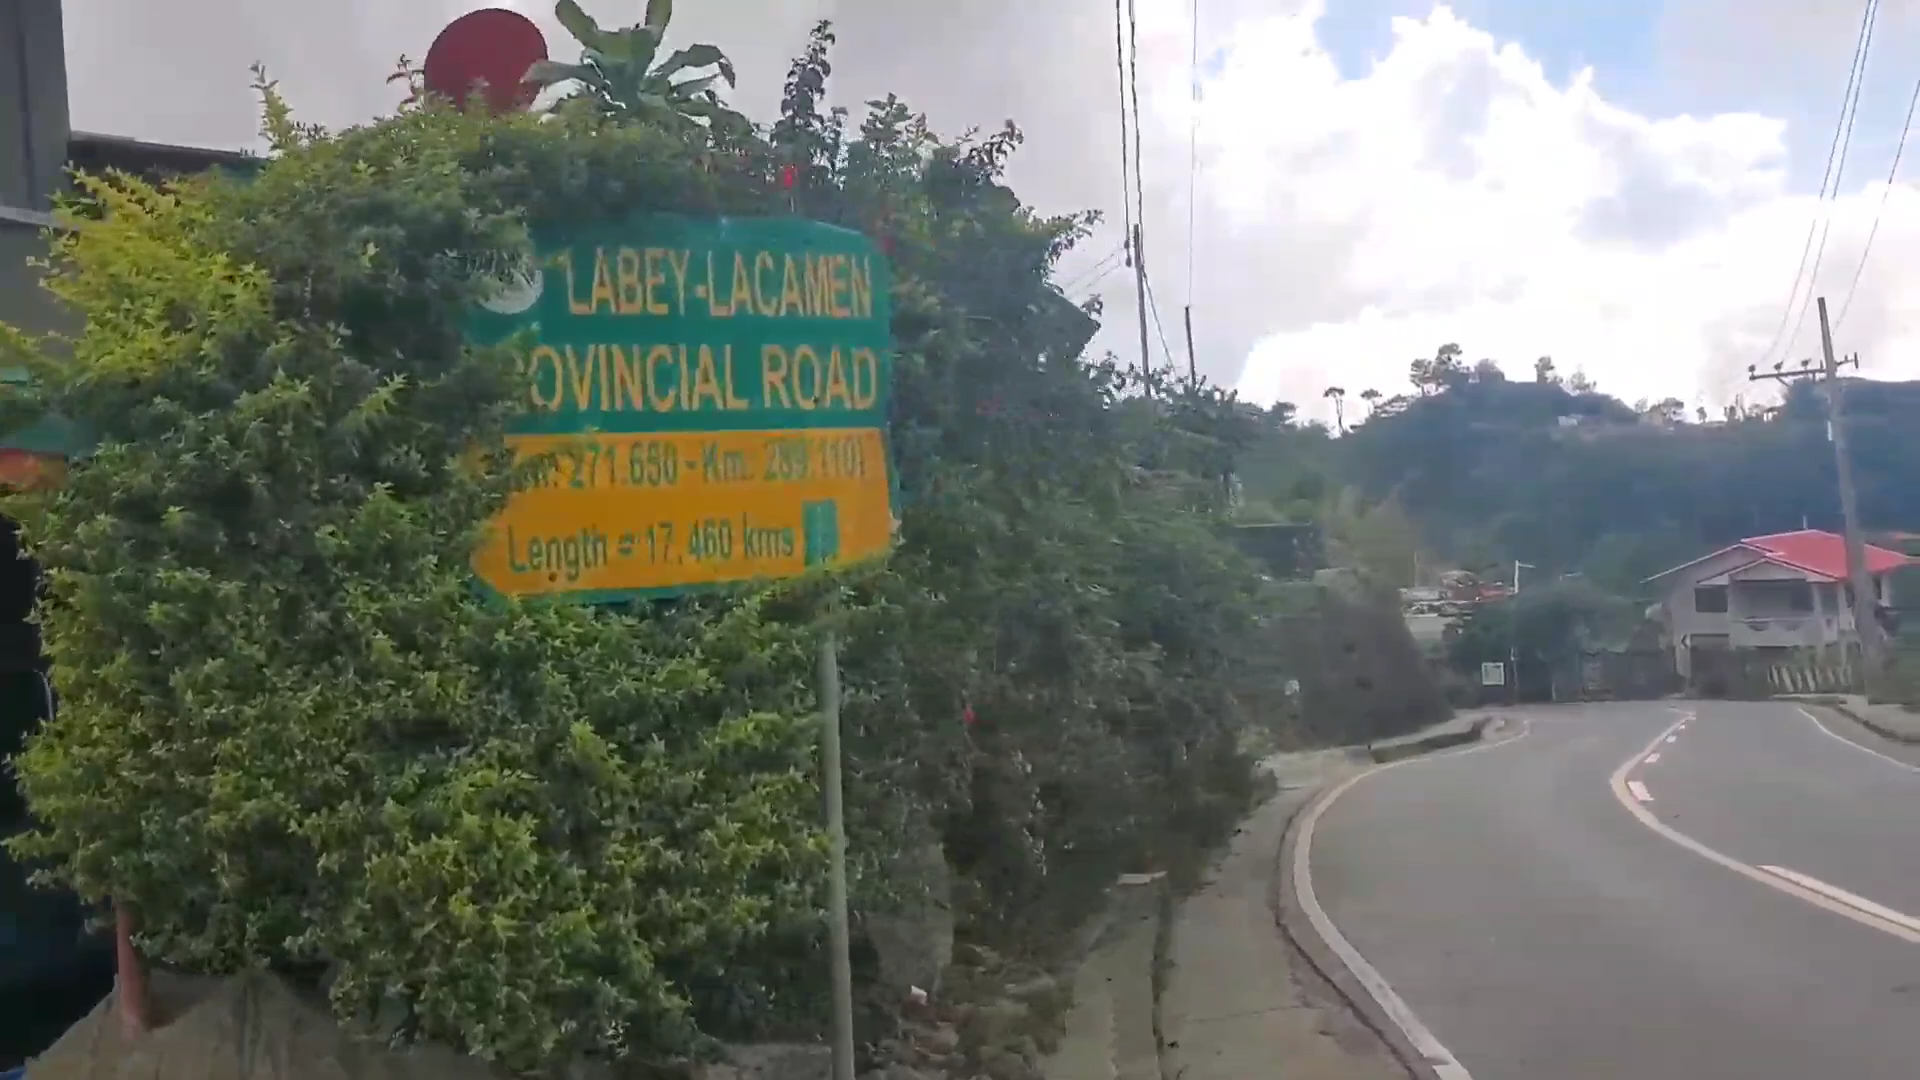 LABEY-LACAMEN
OVINCIAL ROAD
Km: 271.650 - Km. 289.110)
Length = 17.460 kms